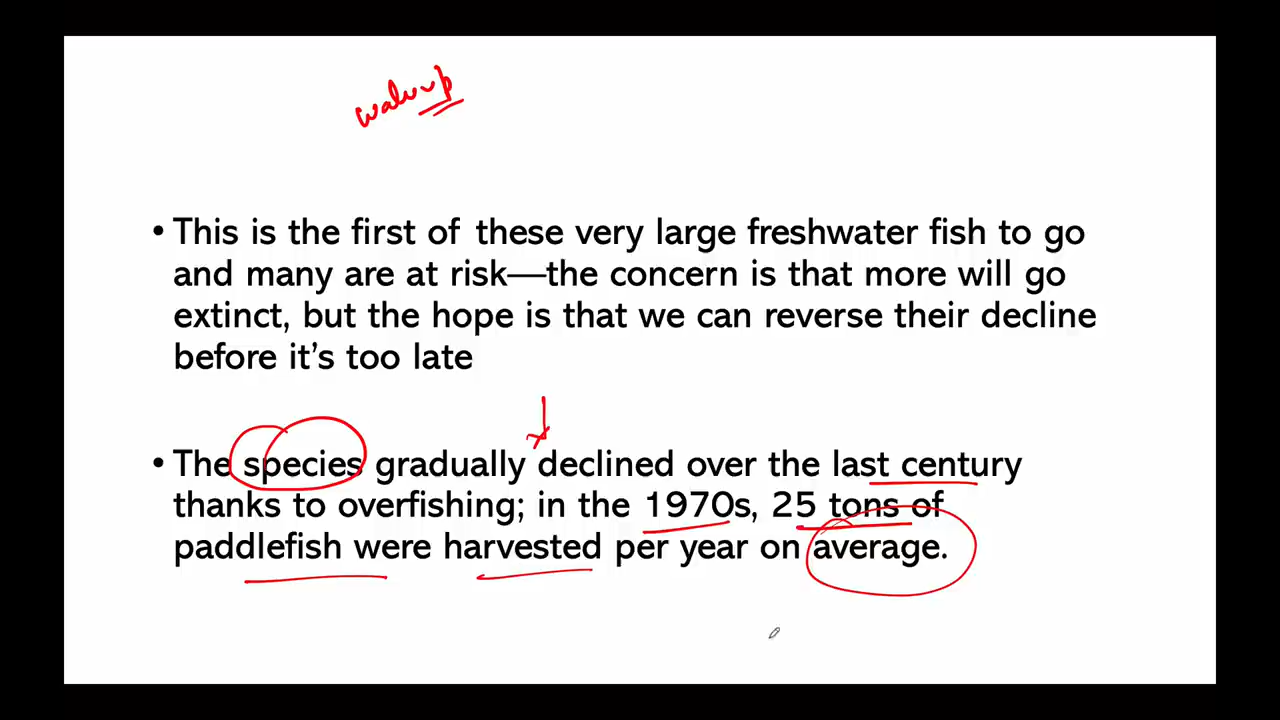 wakeup
• This is the first of these very large freshwater fish to go
and many are at risk—the concern is that more will go
extinct, but the hope is that we can reverse their decline
before it's too late
• The species gradually declined over the last century
thanks to overfishing; in the 1970s, 25 tons of
paddlefish were harvested per year on average.